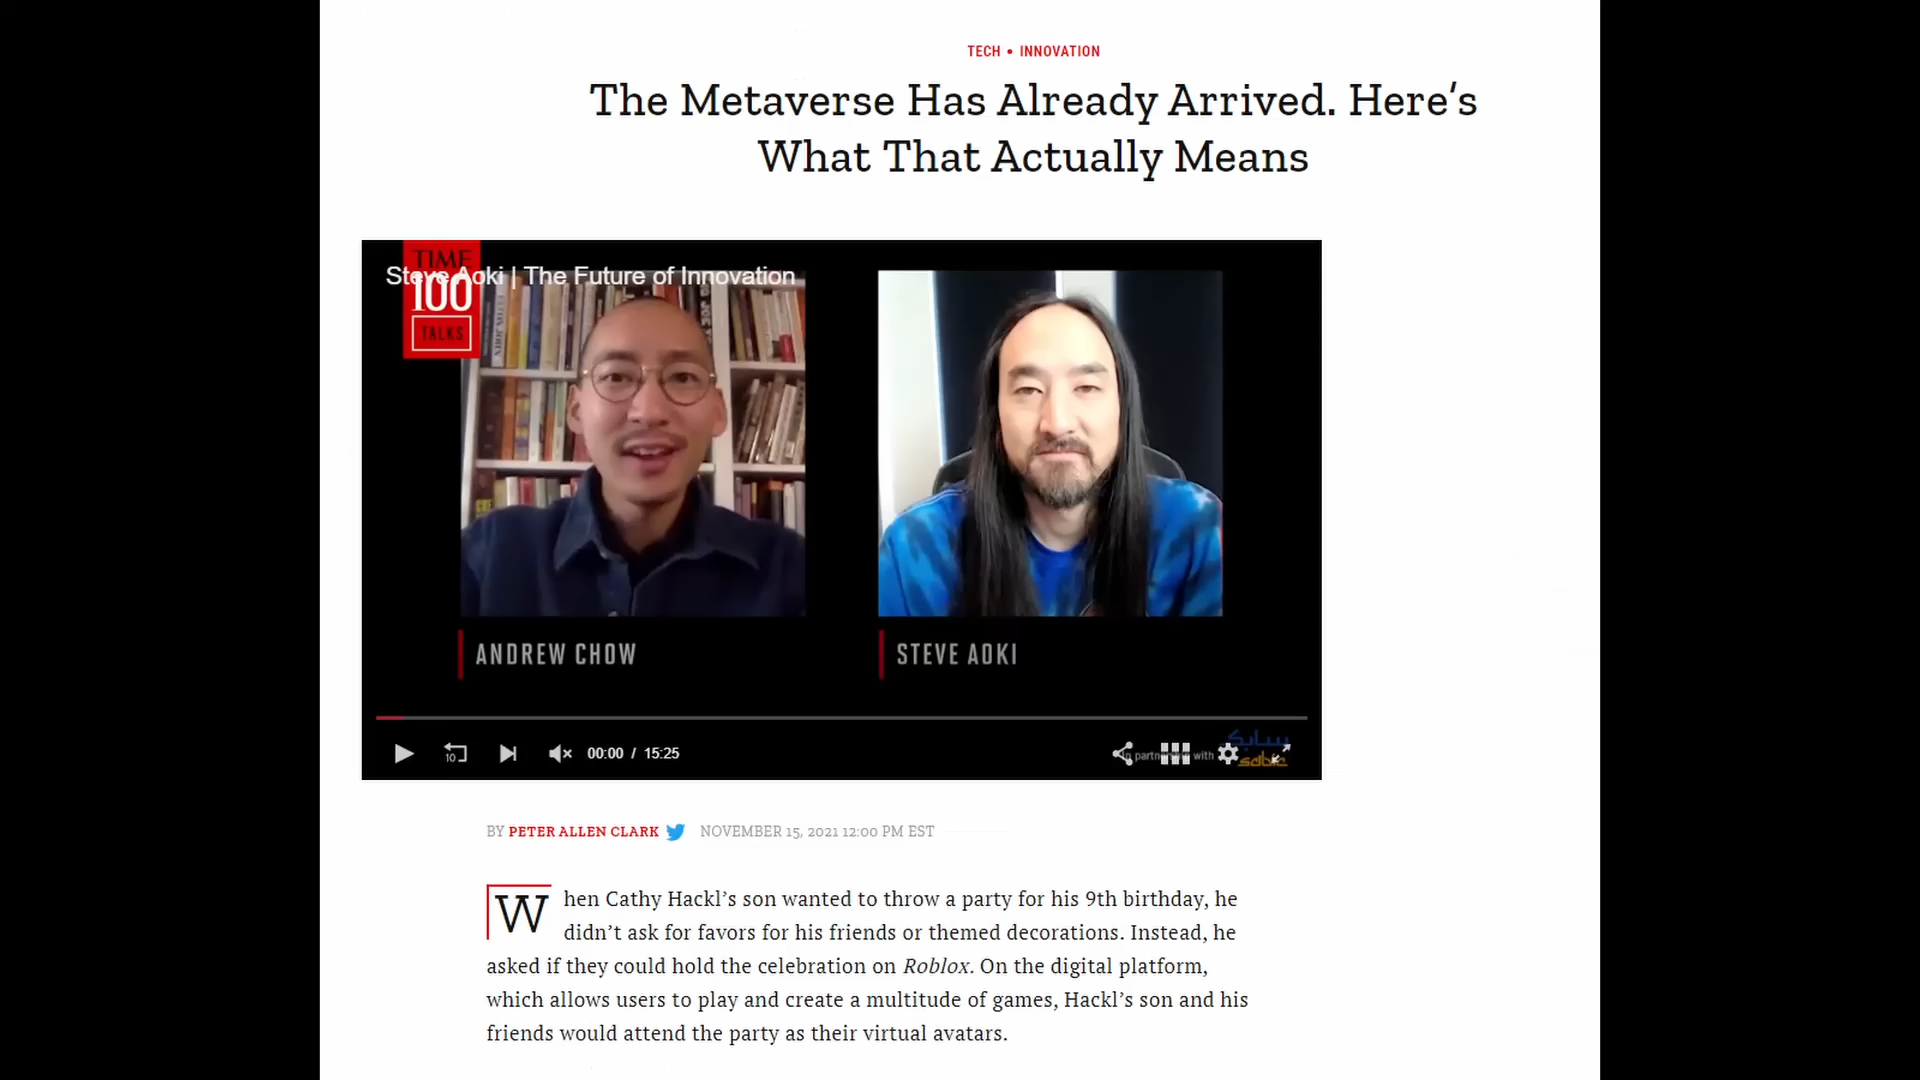 TECH • INNOVATION
The Metaverse Has Already Arrived. Here’s
What That Actually Means
TIME
100
TALKS
Steve Aoki | The Future of Innovation
ANDREW CHOW
STEVE AOKI
10
00:00 / 15:25
In partnership with
سابك
sabic
BY PETER ALLEN CLARK NOVEMBER 15, 2021 12:00 PM EST
When Cathy Hackl’s son wanted to throw a party for his 9th birthday, he
didn’t ask for favors for his friends or themed decorations. Instead, he
asked if they could hold the celebration on Roblox. On the digital platform,
which allows users to play and create a multitude of games, Hackl’s son and his
friends would attend the party as their virtual avatars.